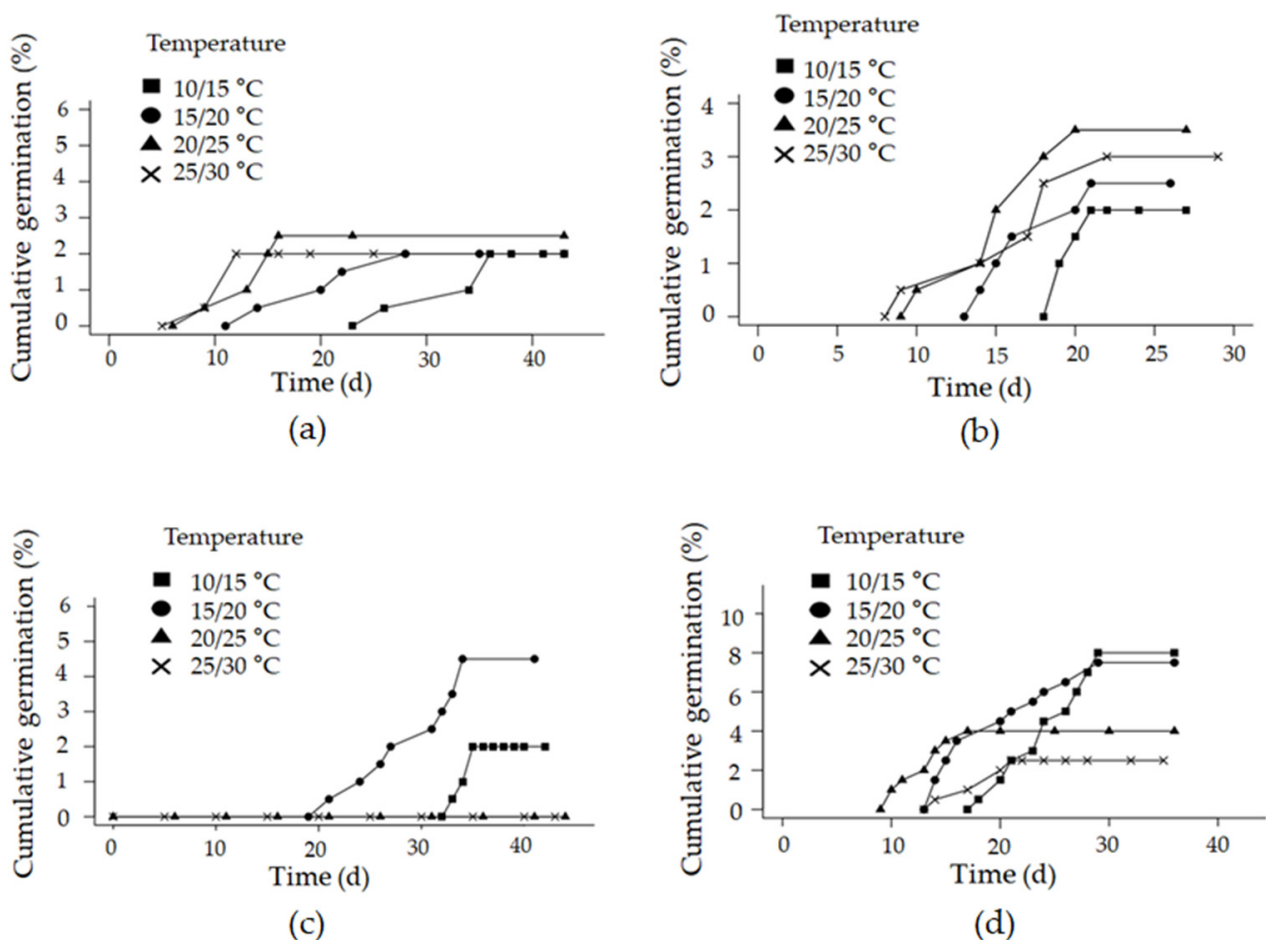 Temperature
10/15 °C
15/20 °C
20/25 °C
25/30 °C
Cumulative germination (%)
6
5
4
3
2
1
0
0 10 20 30 40
Time (d)
(a)
Temperature
10/15 °C
15/20 °C
20/25 °C
25/30 °C
Cumulative germination (%)
4
3
2
1
0
0 5 10 15 20 26 30
Time (d)
(b)
Temperature
10/15 °C
15/20 °C
20/25 °C
25/30 °C
Cumulative germination (%)
6
5
4
3
2
1
0
0 10 20 30 40
Time (d)
(c)
Temperature
10/15 °C
15/20 °C
20/25 °C
25/30 °C
Cumulative germination (%)
10
8
6
4
2
0
0 10 20 30 40
Time (d)
(d)